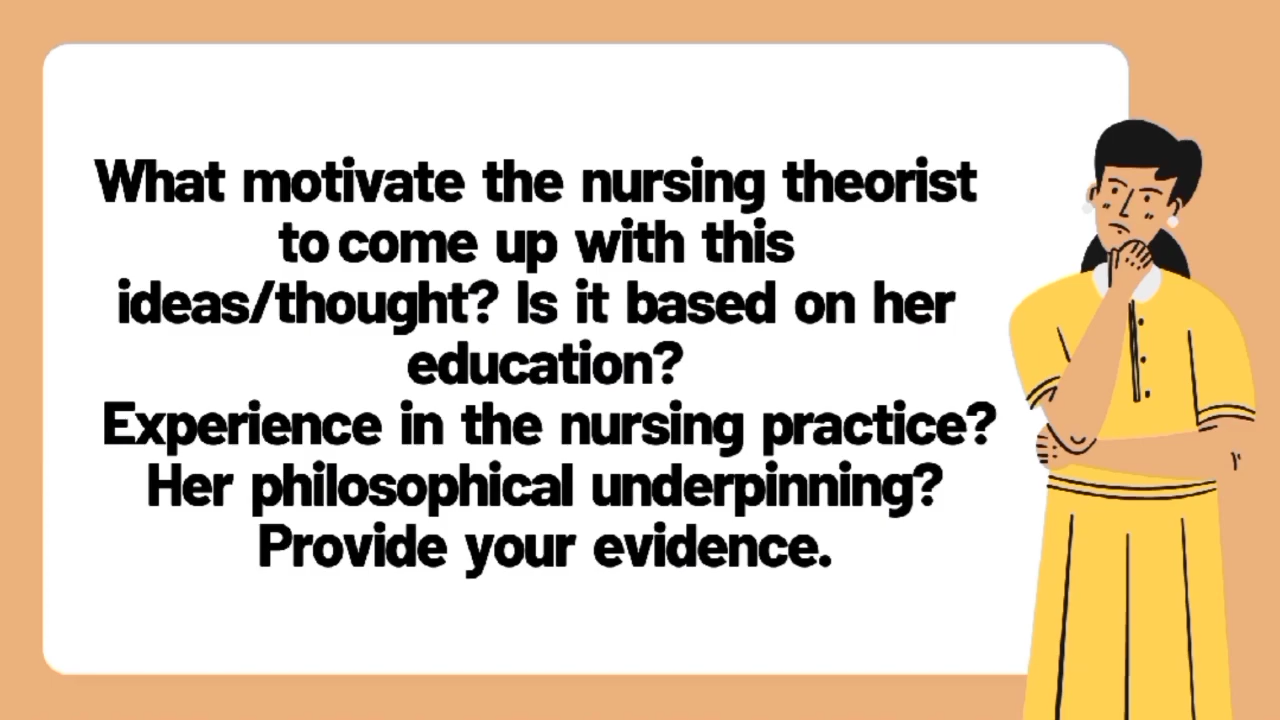 What motivate the nursing theorist
to come up with this
ideas/thought? Is it based on her
education?
Experience in the nursing practice?
Her philosophical underpinning?
Provide your evidence.